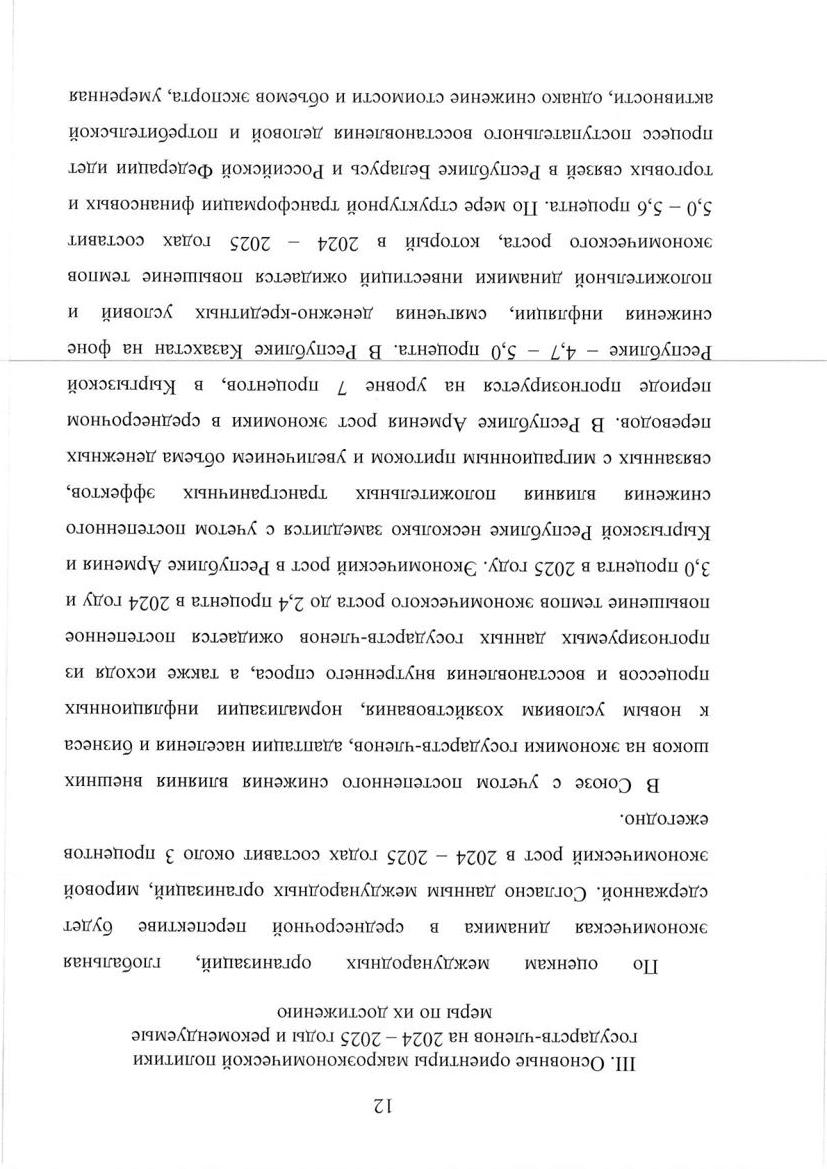 12
III. Основные ориентиры макроэкономической политики
государств-членов на 2024 – 2025 годы и рекомендуемые
меры по их достижению
По оценкам международных организаций, глобальная
экономическая динамика в среднесрочной перспективе будет
сдержанной. Согласно данным международных организаций, мировой
экономический рост в 2024 – 2025 годах составит около 3 процентов
ежегодно.
В Союзе с учетом постепенного снижения влияния внешних
шоков на экономики государств-членов, адаптации населения и бизнеса
к новым условиям хозяйствования, нормализации инфляционных
процессов и восстановления внутреннего спроса, а также исходя из
прогнозируемых данных государств-членов ожидается постепенное
повышение темпов экономического роста до 2,4 процента в 2024 году и
3,0 процента в 2025 году. Экономический рост в Республике Армения и
Кыргызской Республике несколько замедлится с учетом постепенного
снижения влияния положительных трансграничных эффектов,
связанных с миграционным притоком и увеличением объема денежных
переводов. В Республике Армения рост экономики в среднесрочном
периоде прогнозируется на уровне 7 процентов, в Кыргызской
Республике – 4,7 – 5,0 процента. В Республике Казахстан на фоне
снижения инфляции, смягчения денежно-кредитных условий и
положительной динамики инвестиций ожидается повышение темпов
экономического роста, который в 2024 – 2025 годах составит
5,0 – 5,6 процента. По мере структурной трансформации финансовых и
торговых связей в Республике Беларусь и Российской Федерации идет
процесс поступательного восстановления деловой и потребительской
активности, однако снижение стоимости и объемов экспорта, умеренная